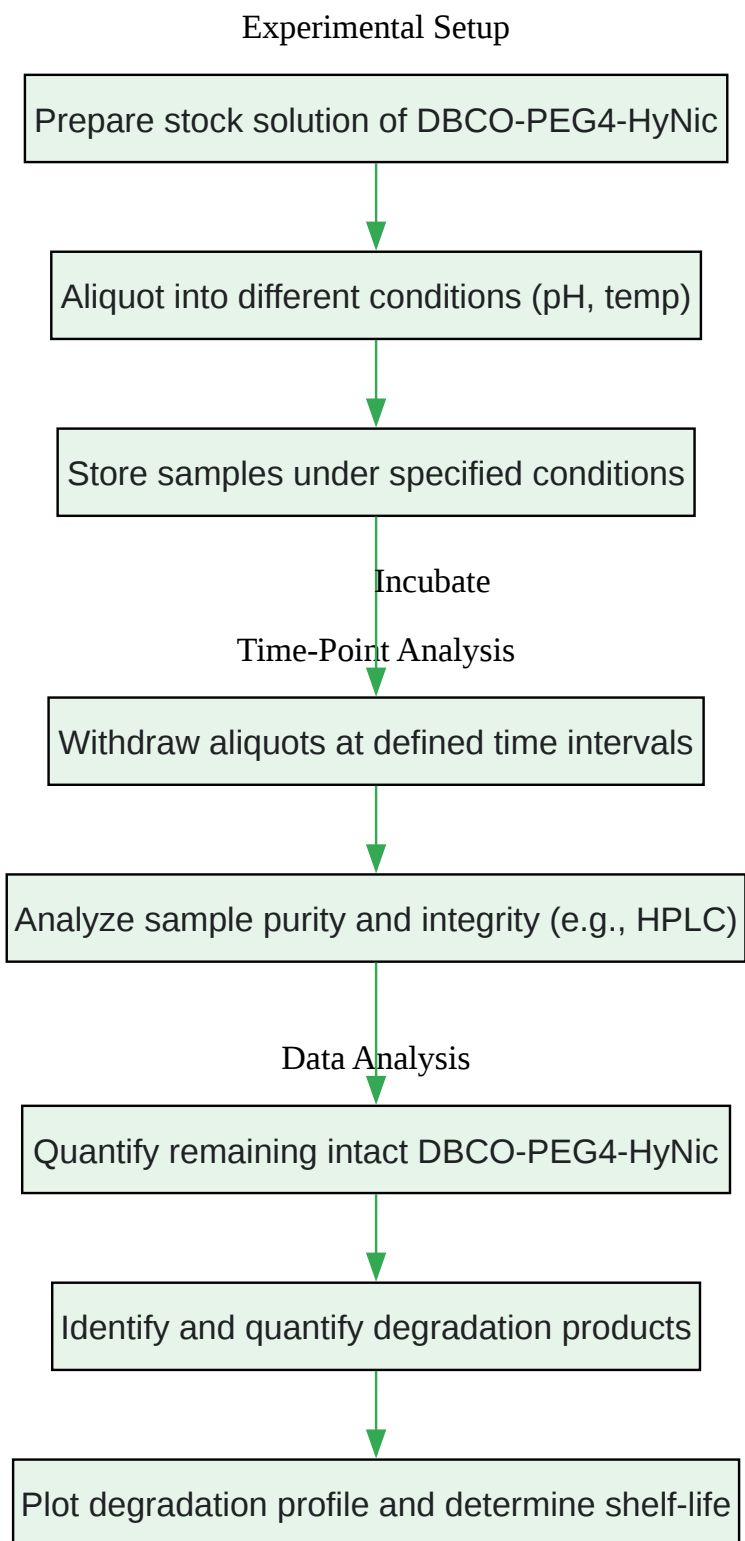 Experimental Setup
Prepare stock solution of DBCO-PEG4-HyNic
Aliquot into different conditions (pH, temp)
Store samples under specified conditions
Incubate
Time-Point Analysis
Withdraw aliquots at defined time intervals
Analyze sample purity and integrity (e.g., HPLC)
Data Analysis
Quantify remaining intact DBCO-PEG4-HyNic
Identify and quantify degradation products
Plot degradation profile and determine shelf-life